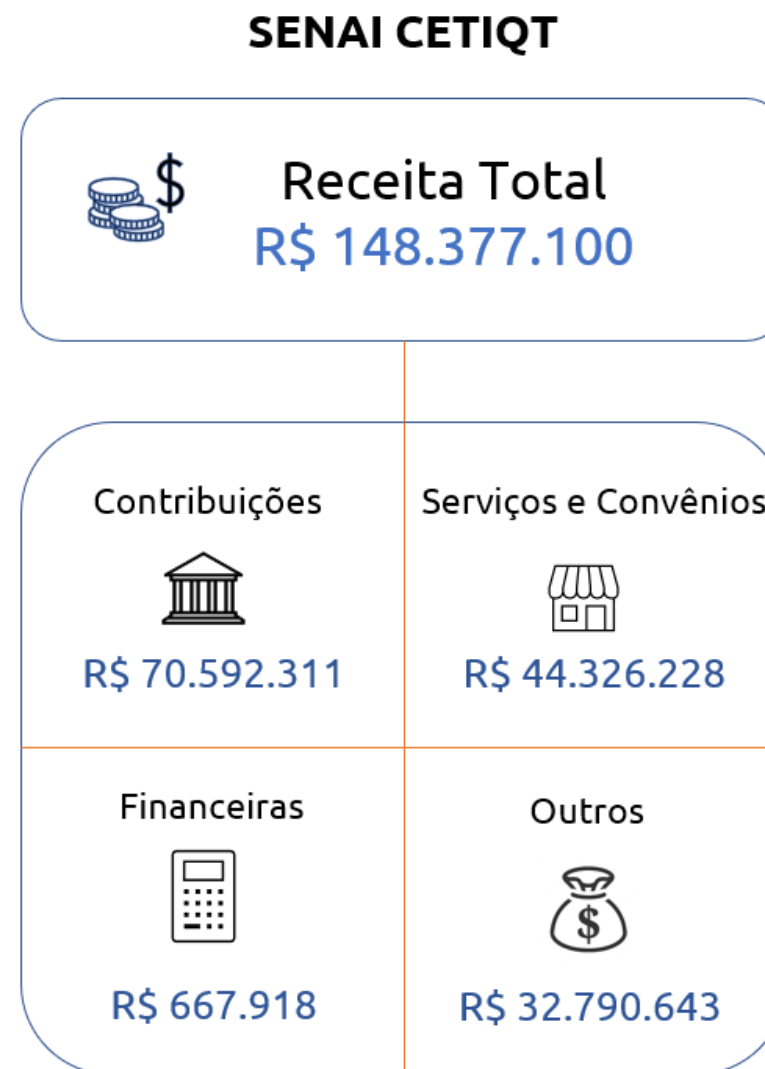 SENAI CETIQT
$
Receita Total
R$ 148.377.100
Contribuições
R$ 70.592.311
Serviços e Convênios
R$ 44.326.228
Financeiras
R$ 667.918
Outros
$
R$ 32.790.643